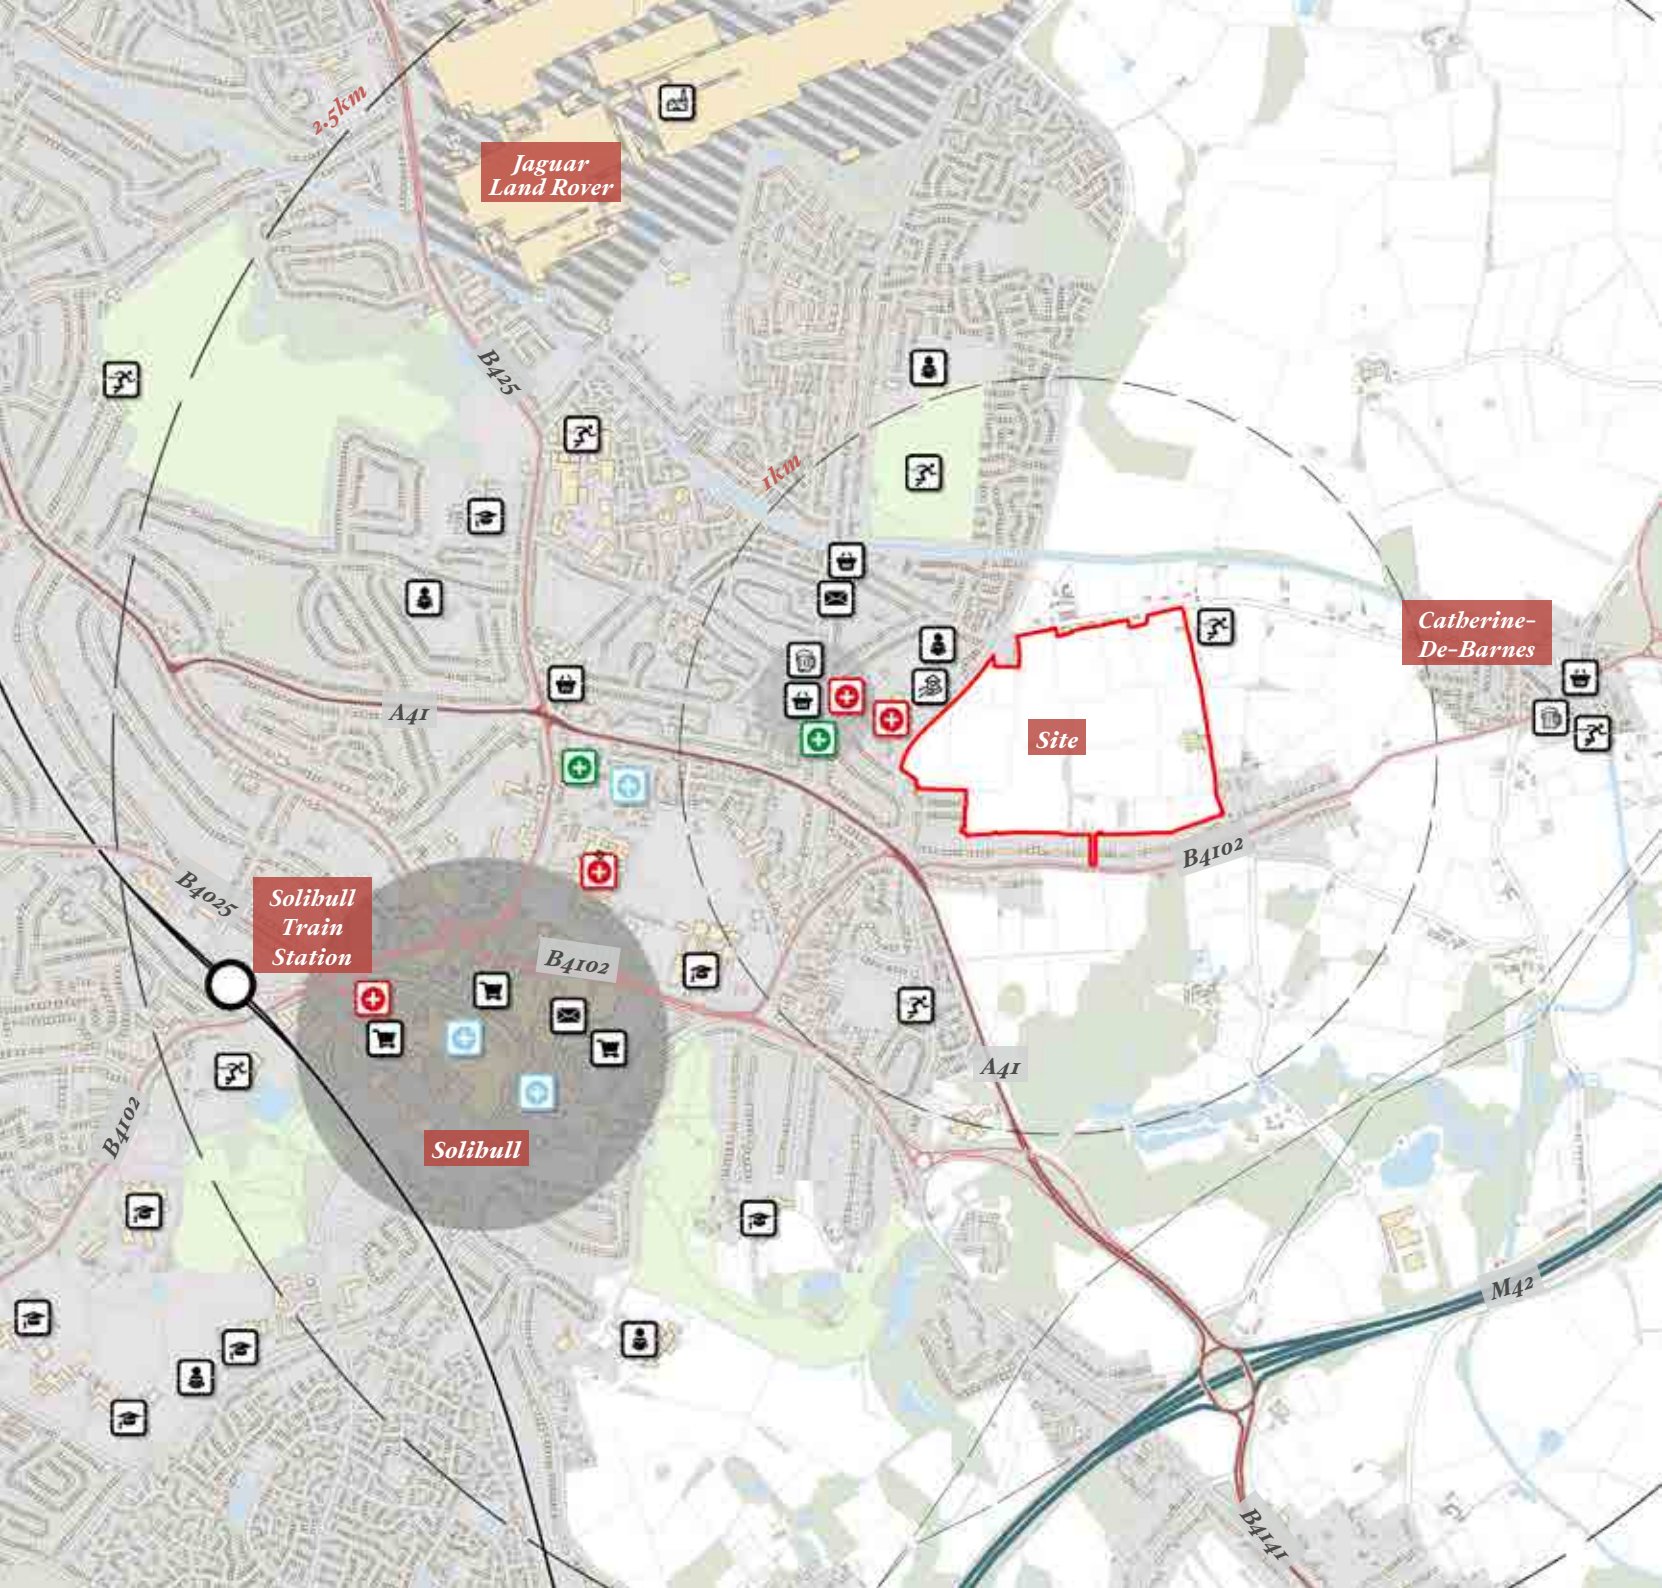 2.5km
Jaguar
Land Rover
B425
1km
Catherine-
De-Barnes
A41
Site
B4102
B4025
Solihull
Train
Station
B4102
A41
B4102
Solihull
M42
B4141